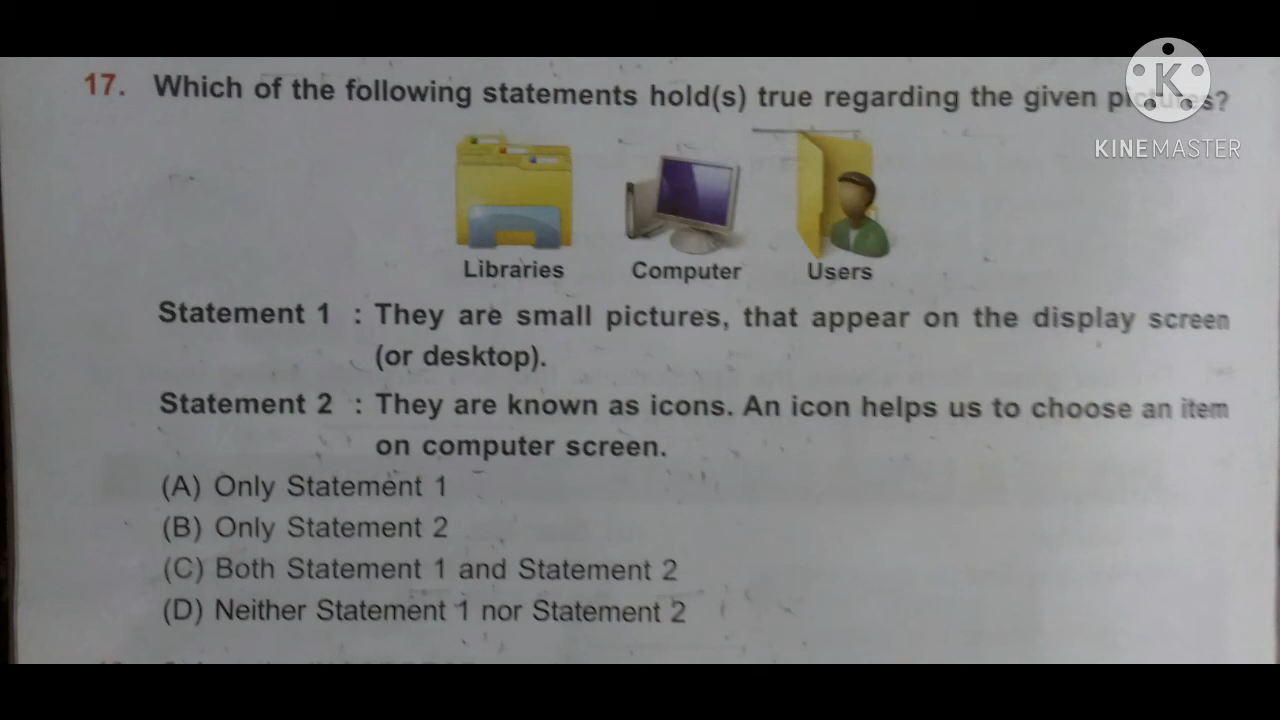 17. Which of the following statements hold(s) true regarding the given pictures?
K
KINEMASTER
Libraries Computer Users
Statement 1 : They are small pictures, that appear on the display screen
(or desktop).
Statement 2 : They are known as icons. An icon helps us to choose an item
on computer screen.
(A) Only Statement 1
(B) Only Statement 2
(C) Both Statement 1 and Statement 2
(D) Neither Statement 1 nor Statement 2